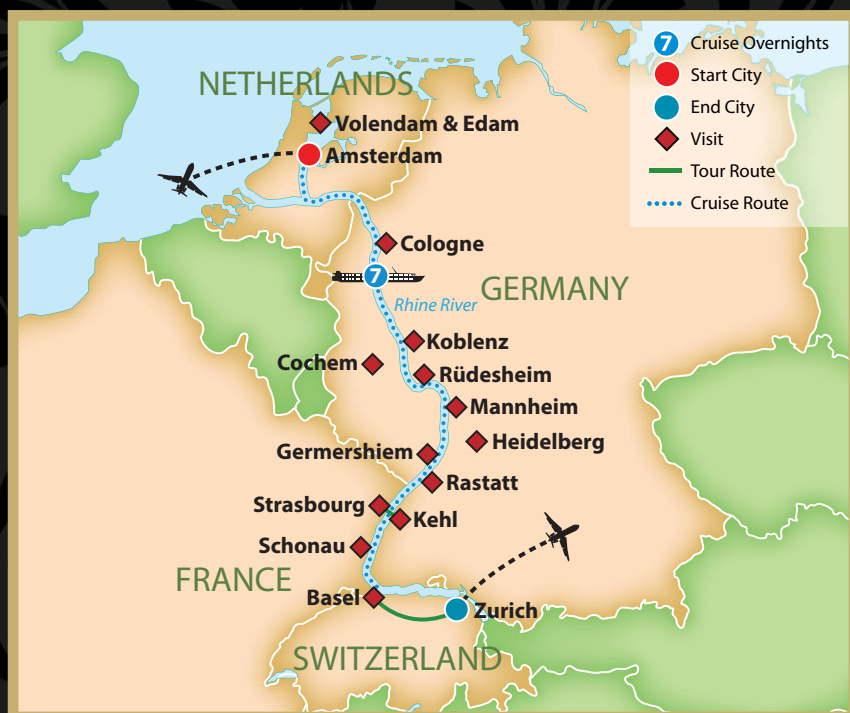 7 Cruise Overnights
Start City
End City
Visit
Tour Route
Cruise Route
NETHERLANDS
Volendam & Edam
Amsterdam
Cologne
7
GERMANY
Rhine River
Koblenz
Cochem
Rüdesheim
Mannheim
Heidelberg
Germershiem
Rastatt
Strasbourg
Kehl
Schonau
FRANCE
Basel
Zurich
SWITZERLAND